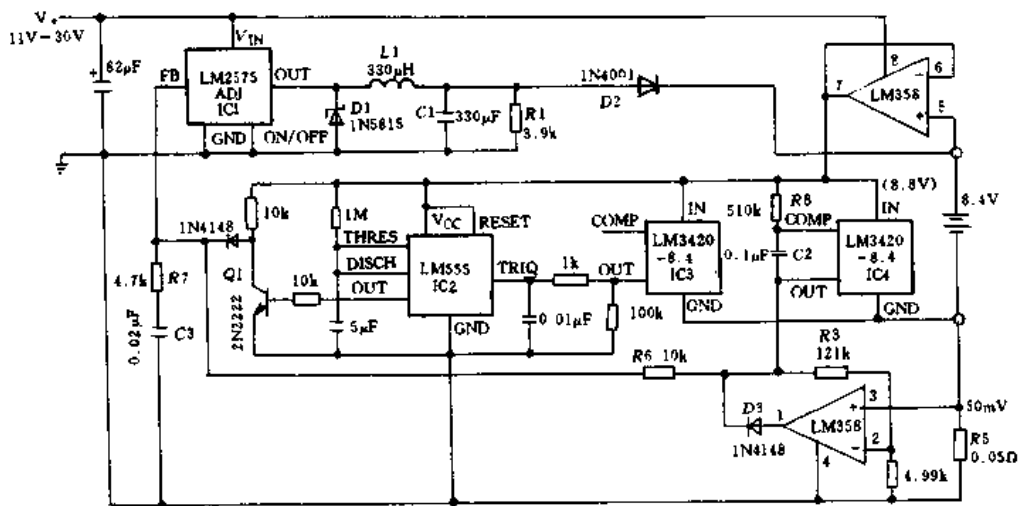 V+
11V-30V
82μF
VIN
FB
LM2575
ADJ
IC1
OUT
GND
ON/OFF
L1
330μH
D1
1N5815
C1
330μF
R1
3.9k
1N4001
D2
8
7
6
LM358
5
-
+
8.4V
10k
1N4148
4.7k
R7
0.02μF
C3
Q1
2N2222
10k
1M
THRES
DISCH
OUT
5μF
VCC
RESET
LM555
IC2
TRIQ
GND
1k
0.01μF
OUT
100k
COMP
IN
LM3420
-8.4
IC3
GND
510k
R8
COMP
0.1μF
C2
OUT
(8.8V)
IN
LM3420
-8.4
IC4
GND
R6 10k
R3
121k
D3
1N4148
1
+
3
LM358
-
2
4
50mV
R5
0.05Ω
4.99k